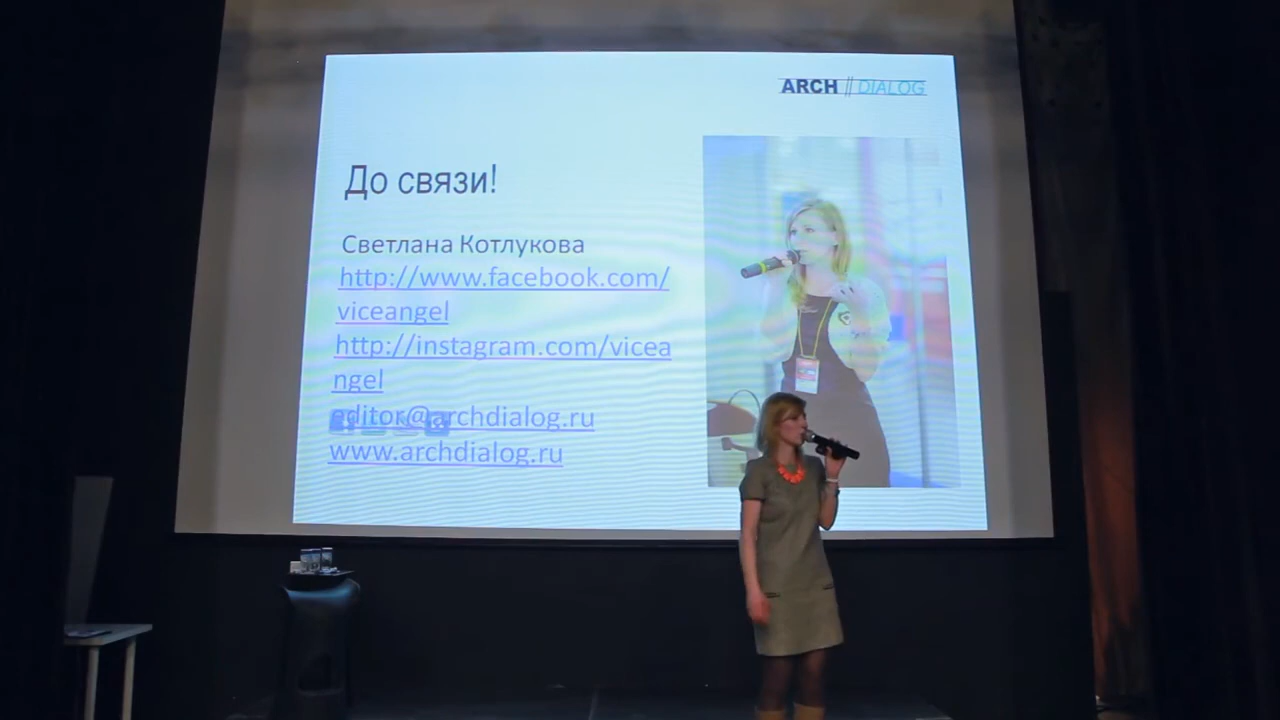 ARCH // DIALOG
До связи!
Светлана Котлукова
http://www.facebook.com/
viceangel
http://instagram.com/vicea
ngel
editor@archdialog.ru
www.archdialog.ru